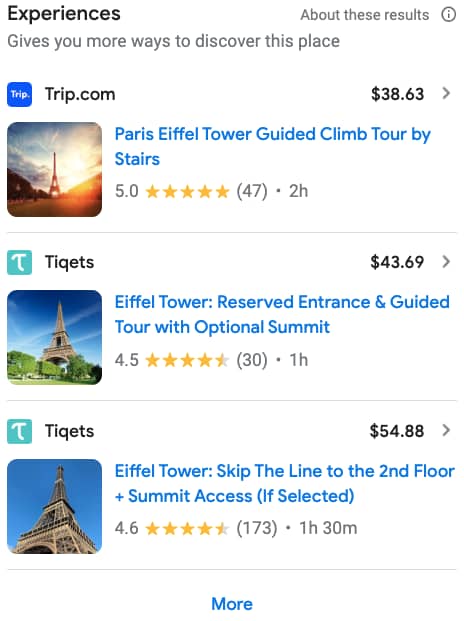 Experiences
About these results
Gives you more ways to discover this place
Trip. Trip.com $38.63
Paris Eiffel Tower Guided Climb Tour by
Stairs
5.0 (47) • 2h
Tiqets $43.69
Eiffel Tower: Reserved Entrance & Guided
Tour with Optional Summit
4.5 (30) • 1h
Tiqets $54.88
Eiffel Tower: Skip The Line to the 2nd Floor
+ Summit Access (If Selected)
4.6 (173) • 1h 30m
More